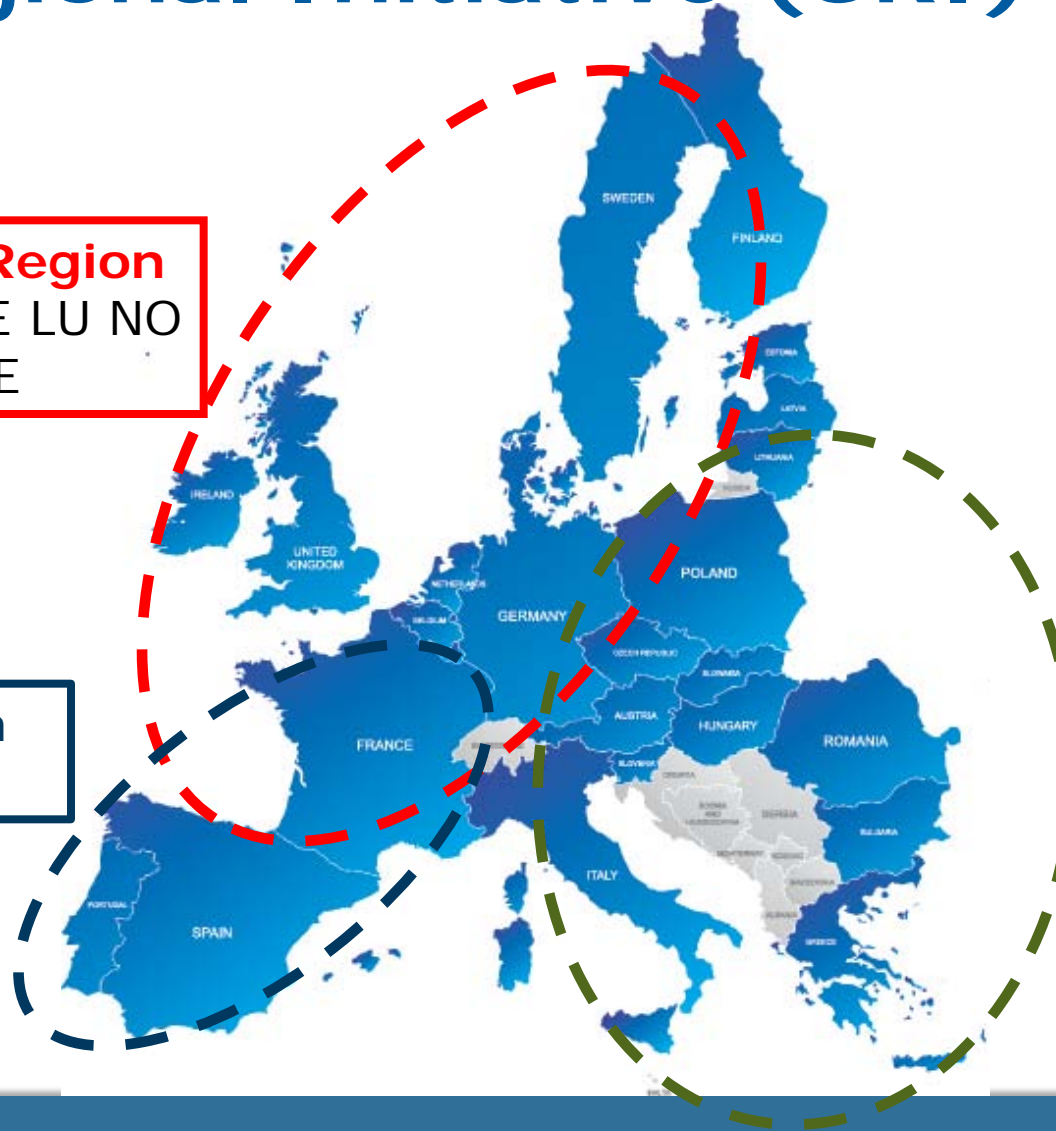 gional Initiative (GRI)
Region
E LU NO
E
n
SWEDEN
FINLAND
ESTONIA
LATVIA
LITHUANIA
RUSSIA
IRELAND
UNITED
KINGDOM
NETHERLANDS
BELGIUM
GERMANY
POLAND
CZECH REPUBLIC
SLOVAKIA
AUSTRIA
HUNGARY
FRANCE
SLOVENIA
ROMANIA
CROATIA
BOSNIA
AND
HERZEGOVINA
SERBIA
MONTENEGRO
BULGARIA
MACEDONIA
ALBANIA
ITALY
PORTUGAL
SPAIN
GREECE